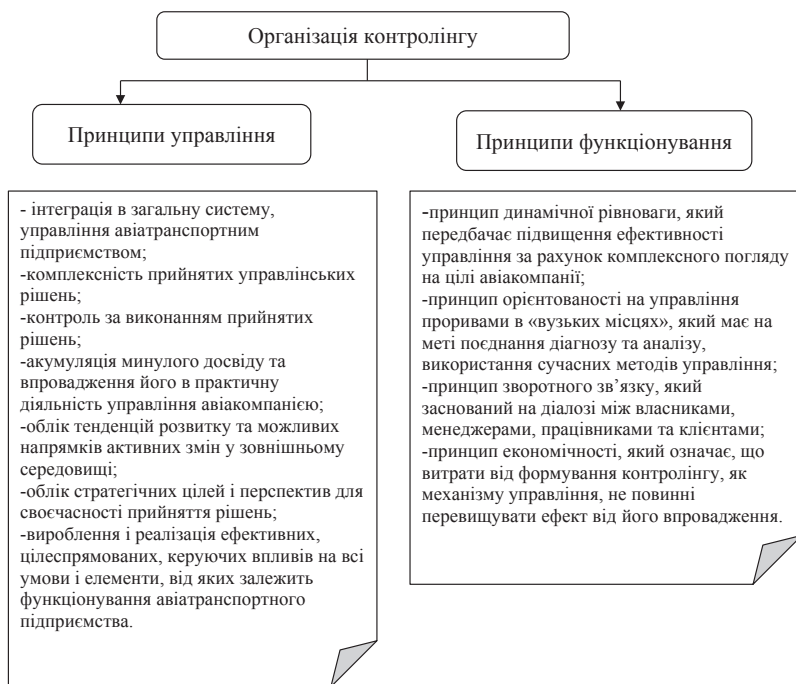 Організація контролінгу
Принципи управління
Принципи функціонування
- інтеграція в загальну систему,
управління авіатранспортним
підприємством;
-комплексність прийнятих управлінських
рішень;
-контроль за виконанням прийнятих
рішень;
-акумуляція минулого досвіду та
впровадження його в практичну
діяльність управління авіакомпанією;
-облік тенденцій розвитку та можливих
напрямків активних змін у зовнішньому
середовищі;
-облік стратегічних цілей і перспектив для
своєчасності прийняття рішень;
-вироблення і реалізація ефективних,
цілеспрямованих, керуючих впливів на всі
умови і елементи, від яких залежить
функціонування авіатранспортного
підприємства.
-принцип динамічної рівноваги, який
передбачає підвищення ефективності
управління за рахунок комплексного погляду
на цілі авіакомпанії;
-принцип орієнтованості на управління
проривами в «вузьких місцях», який має на
меті поєднання діагнозу та аналізу,
використання сучасних методів управління;
-принцип зворотного зв’язку, який
заснований на діалозі між власниками,
менеджерами, працівниками та клієнтами;
-принцип економічності, який означає, що
витрати від формування контролінгу, як
механізму управління, не повинні
перевищувати ефект від його впровадження.